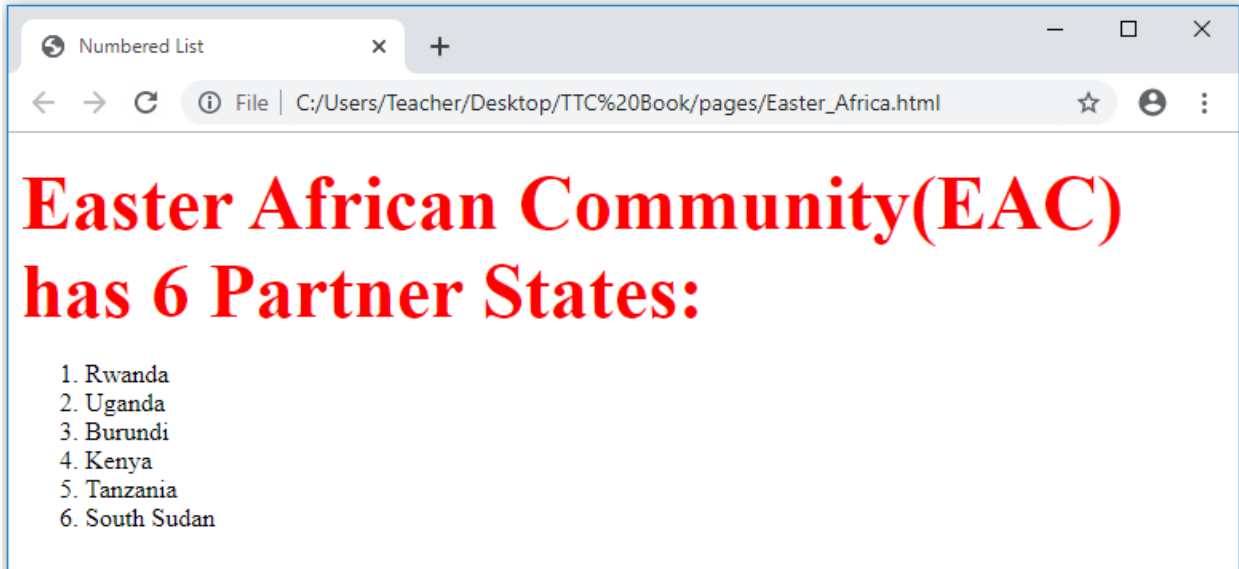 Numbered List
File C:/Users/Teacher/Desktop/TTC%20Book/pages/Easter_Africa.html
Easter African Community(EAC)
has 6 Partner States:
1. Rwanda
2. Uganda
3. Burundi
4. Kenya
5. Tanzania
6. South Sudan